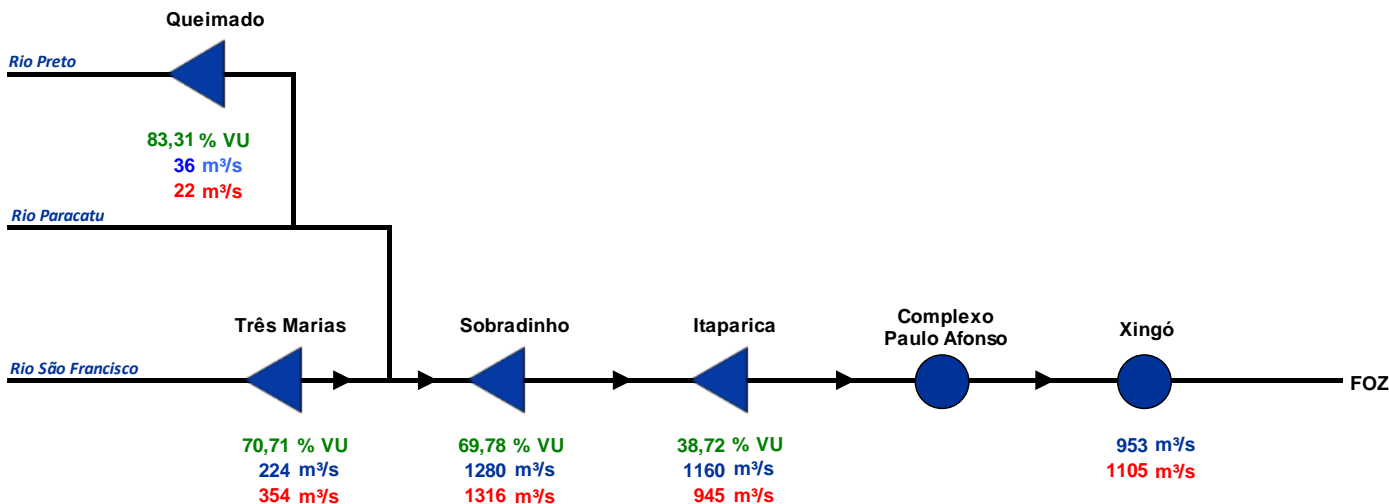 Queimado
Rio Preto
83,31 % VU
36 m³/s
22 m³/s
Rio Paracatu
Três Marias
Sobradinho
Itaparica
Complexo
Paulo Afonso
Xingó
Rio São Francisco
FOZ
70,71 % VU
224 m³/s
354 m³/s
69,78 % VU
1280 m³/s
1316 m³/s
38,72 % VU
1160 m³/s
945 m³/s
953 m³/s
1105 m³/s